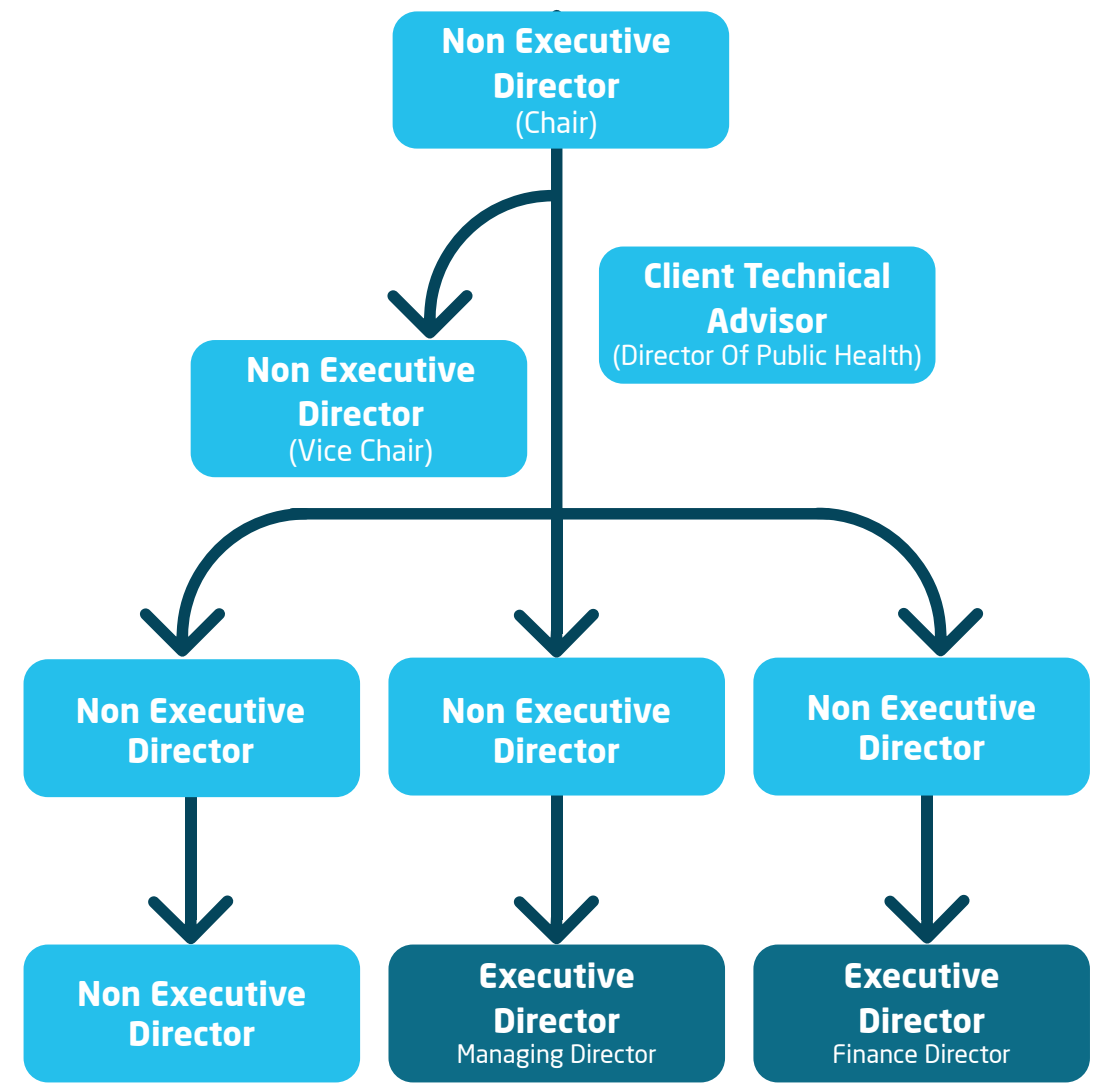 Non Executive
Director
(Chair)
Client Technical
Advisor
(Director Of Public Health)
Non Executive
Director
(Vice Chair)
Non Executive
Director
Non Executive
Director
Non Executive
Director
Non Executive
Director
Executive
Director
Managing Director
Executive
Director
Finance Director